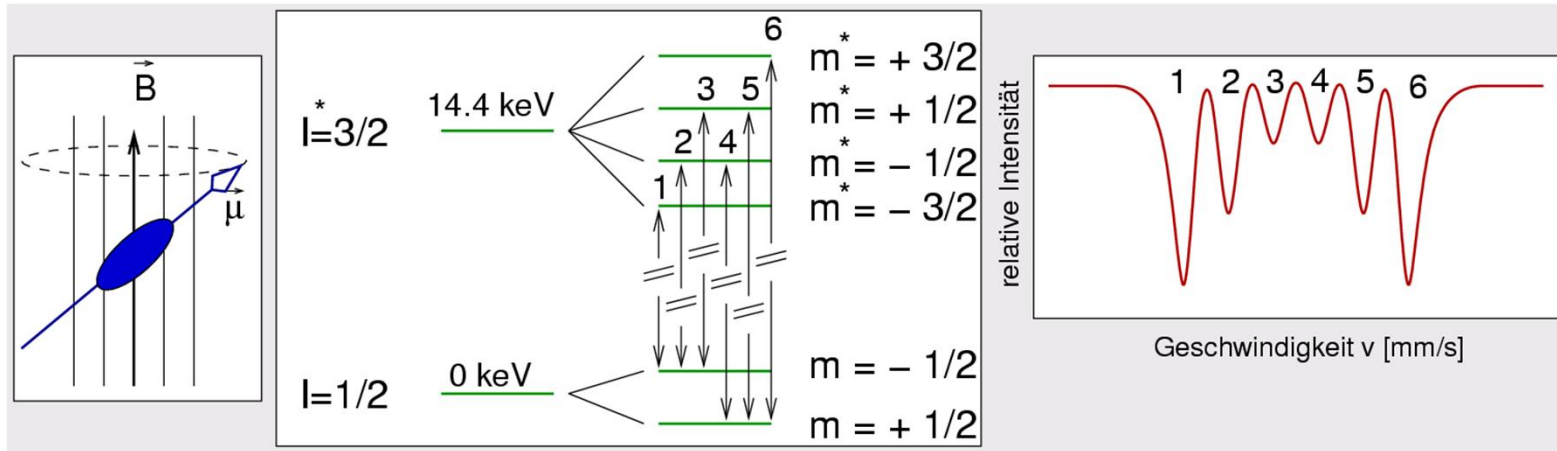 B
μ
I*=3/2
14.4 keV
I=1/2
0 keV
1
2
3
4
5
6
m* = + 3/2
m* = + 1/2
m* = − 1/2
m* = − 3/2
m = − 1/2
m = + 1/2
relative Intensität
1 2 3 4 5 6
Geschwindigkeit v [mm/s]